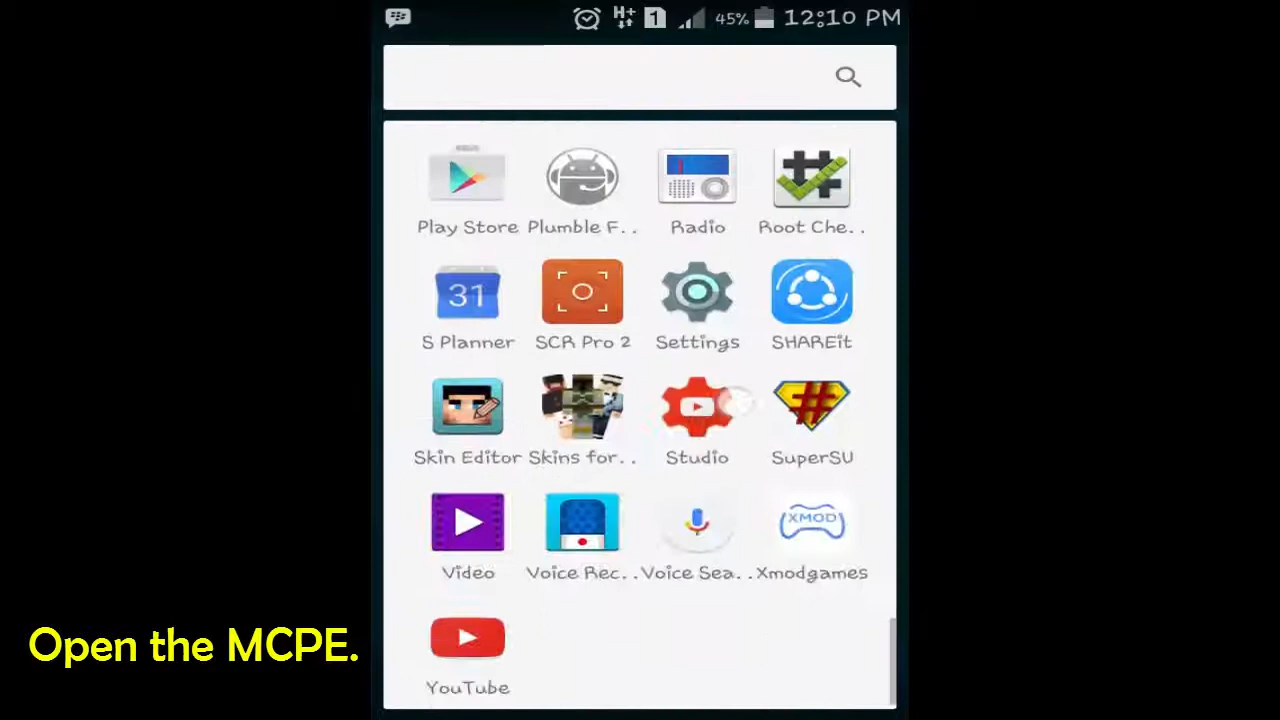 H+ 1 45% 12:10 PM
Play Store Plumble F.. Radio Root Che..
31
S Planner SCR Pro 2 Settings SHAREit
Skin Editor Skins for.. Studio SuperSU
XMOD
Video Voice Rec.. Voice Sea.. Xmodgames
YouTube
Open the MCPE.